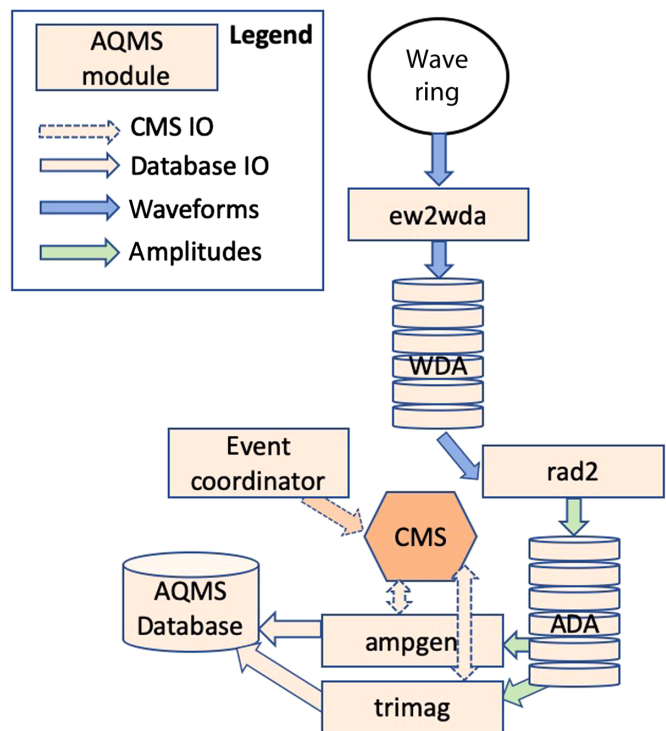 AQMS
module
Legend
CMS IO
Database IO
Waveforms
Amplitudes
Wave
ring
ew2wda
WDA
Event
coordinator
rad2
CMS
AQMS
Database
ampgen
ADA
trimag